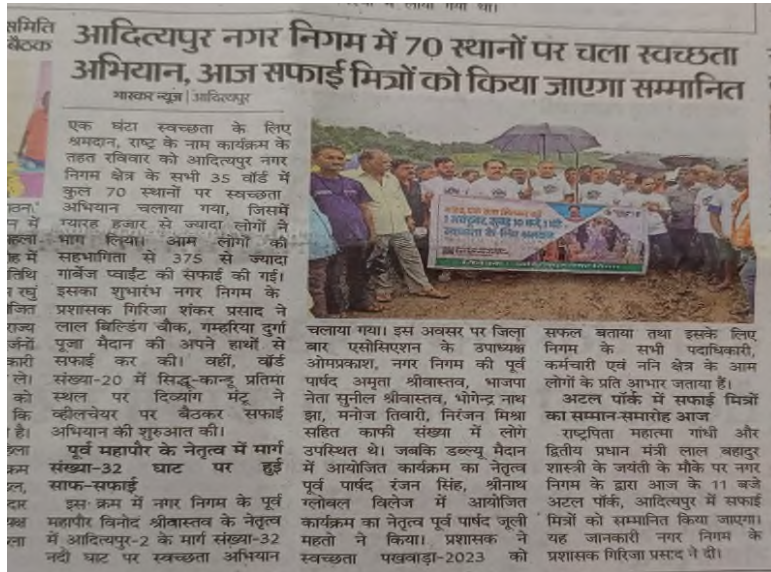 आदित्यपुर नगर निगम में 70 स्थानों पर चला स्वच्छता
अभियान, आज सफाई मित्रों को किया जाएगा सम्मानित
भास्कर न्यूज | आदित्यपुर
एक घंटा स्वच्छता के लिए
श्रमदान, राष्ट्र के नाम कार्यक्रम के
तहत रविवार को आदित्यपुर नगर
निगम क्षेत्र के सभी 35 वॉर्ड में
कुल 70 स्थानों पर स्वच्छता
अभियान चलाया गया, जिसमें
ग्यारह हजार से ज्यादा लोगों ने
भाग लिया। आम लोगों की
सहभागिता से 375 से ज्यादा
गार्बेज प्वाईंट की सफाई की गई।
इसका शुभारंभ नगर निगम के
प्रशासक गिरिजा शंकर प्रसाद ने
लाल बिल्डिंग चौक, गम्हरिया दुर्गा
पूजा मैदान की अपने हाथों से
सफाई कर की। वहीं, वॉर्ड
संख्या-20 में सिद्धू-कान्हू प्रतिमा
स्थल पर दिव्यांग मंटू ने
व्हीलचेयर पर बैठकर सफाई
अभियान की शुरुआत की।
पूर्व महापौर के नेतृत्व में मार्ग
संख्या-32 घाट पर हुई
साफ-सफाई
इस क्रम में नगर निगम के पूर्व
महापौर विनोद श्रीवास्तव के नेतृत्व
में आदित्यपुर-2 के मार्ग संख्या-32
नदी घाट पर स्वच्छता अभियान
चलाया गया। इस अवसर पर जिला
बार एसोसिएशन के उपाध्यक्ष
ओमप्रकाश, नगर निगम की पूर्व
पार्षद अमृता श्रीवास्तव, भाजपा
नेता सुनील श्रीवास्तव, भोगेन्द्र नाथ
झा, मनोज तिवारी, निरंजन मिश्रा
सहित काफी संख्या में लोग
उपस्थित थे। जबकि डब्ल्यू मैदान
में आयोजित कार्यक्रम का नेतृत्व
पूर्व पार्षद रंजन सिंह, श्रीनाथ
ग्लोबल विलेज में आयोजित
कार्यक्रम का नेतृत्व पूर्व पार्षद जूली
महतो ने किया। प्रशासक ने
स्वच्छता पखवाड़ा-2023 को
सफल बताया तथा इसके लिए
निगम के सभी पदाधिकारी,
कर्मचारी एवं ननि क्षेत्र के आम
लोगों के प्रति आभार जताया हैं।
अटल पॉर्क में सफाई मित्रों
का सम्मान-समारोह आज
राष्ट्रपिता महात्मा गांधी और
द्वितीय प्रधान मंत्री लाल बहादुर
शास्त्री के जयंती के मौके पर नगर
निगम के द्वारा आज के 11 बजे
अटल पॉर्क, आदित्यपुर में सफाई
मित्रों को सम्मानित किया जाएगा।
यह जानकारी नगर निगम के
प्रशासक गिरिजा प्रसाद ने दी।